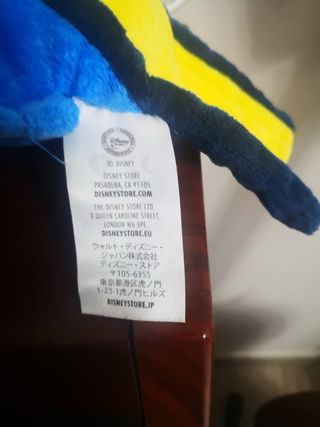 © DISNEY
DISNEY STORE
PASADENA, CA 91105
DISNEYSTORE.COM
THE DISNEY STORE LTD.
3 QUEEN CAROLINE STREET,
LONDON W6 9PE.
DISNEYSTORE.EU
ウォルト・ディズニー・
ジャパン株式会社
ディズニー・ストア
〒105-6355
東京都港区虎ノ門
1-23-1虎ノ門ヒルズ
DISNEYSTORE.JP